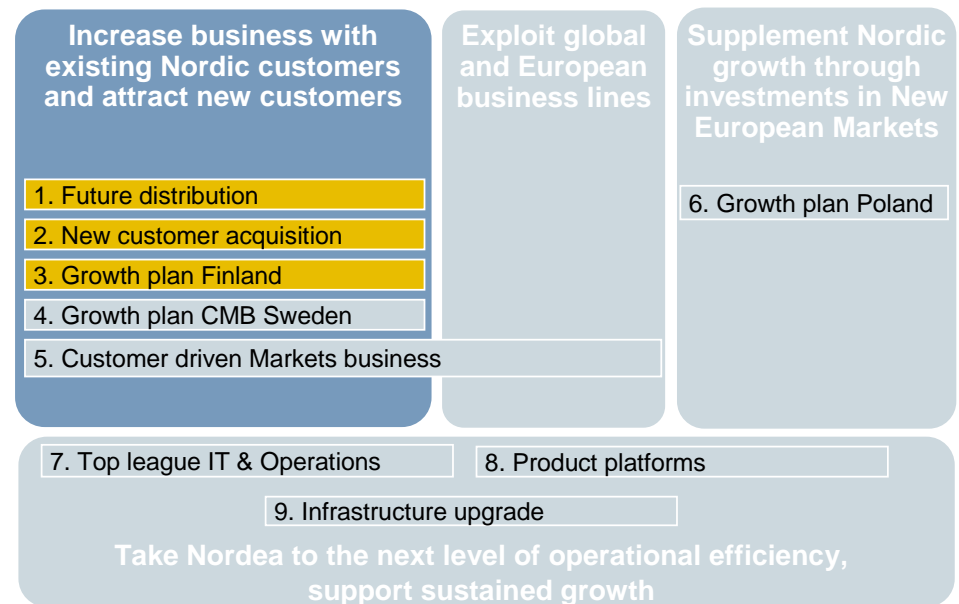 Increase business with
existing Nordic customers
and attract new customers
Exploit global
and European
business lines
Supplement Nordic
growth through
investments in New
European Markets
1. Future distribution
2. New customer acquisition
3. Growth plan Finland
4. Growth plan CMB Sweden
5. Customer driven Markets business
6. Growth plan Poland
7. Top league IT & Operations
8. Product platforms
9. Infrastructure upgrade
Take Nordea to the next level of operational efficiency,
support sustained growth